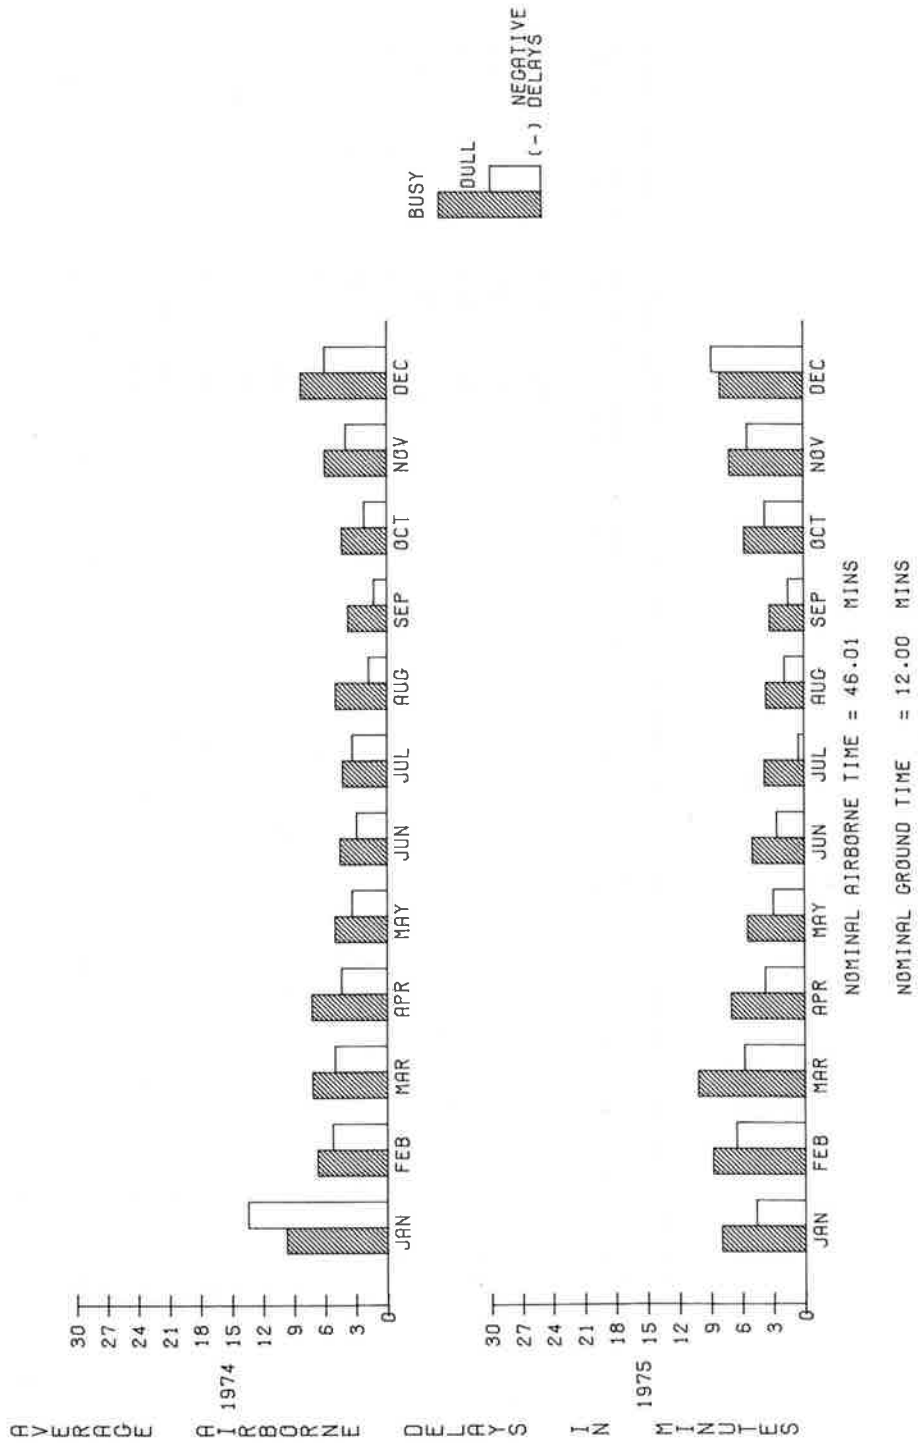 AVERAGE AIRBORNE DELAYS IN MINUTES
1974
30
27
24
21
18
15
12
9
6
3
0
JAN FEB MAR APR MAY JUN JUL AUG SEP OCT NOV DEC
BUSY
DULL
(-) NEGATIVE
DELAYS
1975
30
27
24
21
18
15
12
9
6
3
0
JAN FEB MAR APR MAY JUN JUL AUG SEP OCT NOV DEC
NOMINAL AIRBORNE TIME = 46.01 MINS
NOMINAL GROUND TIME = 12.00 MINS